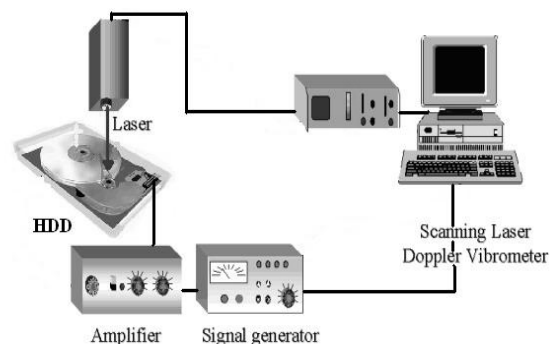 Laser
HDD
Scanning Laser
Doppler Vibrometer
Amplifier
Signal generator